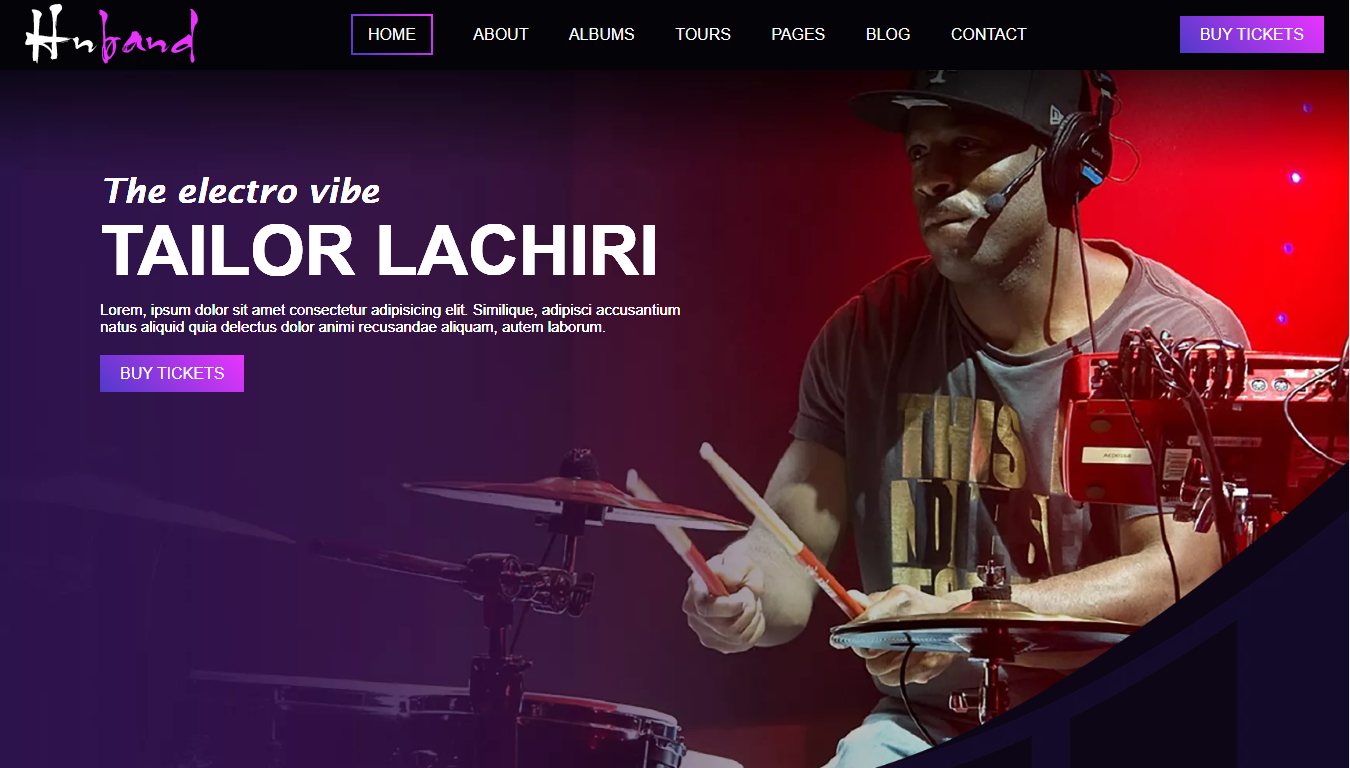 Hnband
HOME
ABOUT
ALBUMS
TOURS
PAGES
BLOG
CONTACT
BUY TICKETS
The electro vibe
TAILOR LACHIRI
Lorem, ipsum dolor sit amet consectetur adipisicing elit. Similique, adipisci accusantium
natus aliquid quia delectus dolor animi recusandae aliquam, autem laborum.
BUY TICKETS
SONY
THIS